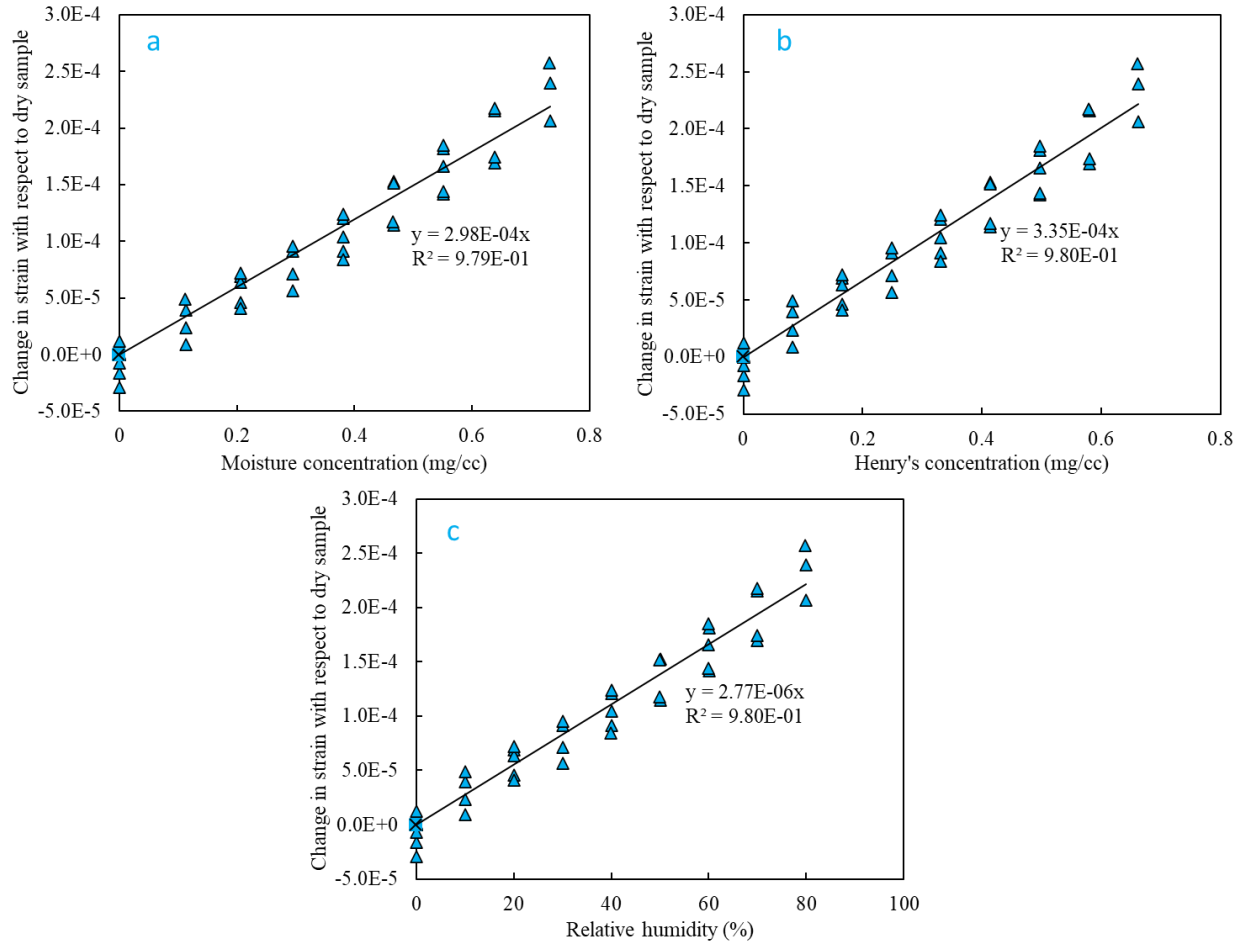 a
3.0E-4
2.5E-4
2.0E-4
1.5E-4
1.0E-4
5.0E-5
0.0E+0
-5.0E-5
Change in strain with respect to dry sample
y = 2.98E-04x
R² = 9.79E-01
0 0.2 0.4 0.6 0.8
Moisture concentration (mg/cc)
b
3.0E-4
2.5E-4
2.0E-4
1.5E-4
1.0E-4
5.0E-5
0.0E+0
-5.0E-5
Change in strain with respect to dry sample
y = 3.35E-04x
R² = 9.80E-01
0 0.2 0.4 0.6 0.8
Henry's concentration (mg/cc)
c
3.0E-4
2.5E-4
2.0E-4
1.5E-4
1.0E-4
5.0E-5
0.0E+0
-5.0E-5
Change in strain with respect to dry sample
y = 2.77E-06x
R² = 9.80E-01
0 20 40 60 80 100
Relative humidity (%)